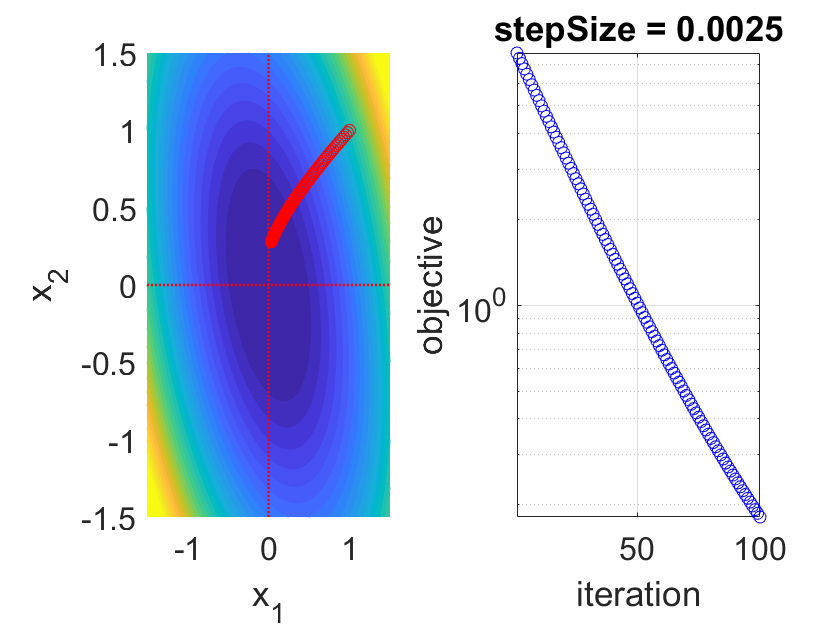 1.5
1
0.5
0
-0.5
-1
-1.5
x2
-1 0 1
x1
stepSize = 0.0025
10^0
objective
50 100
iteration